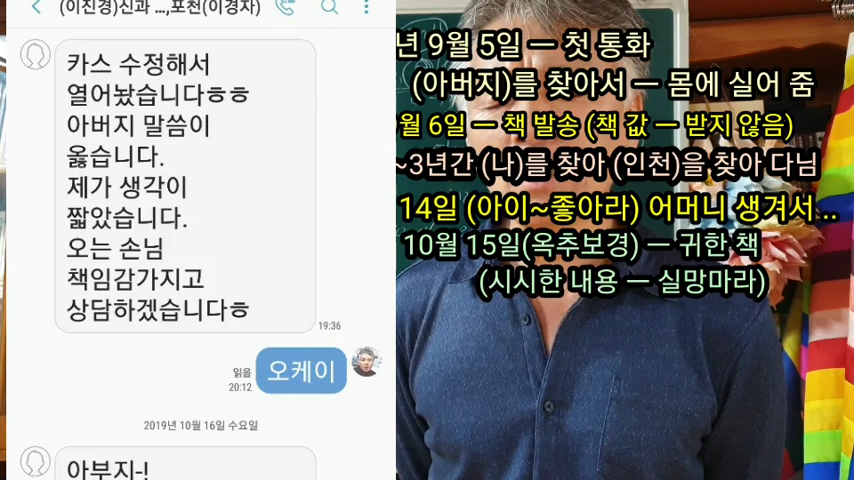 (이진경)신과 ...,포천(이경자)
카스 수정해서
열어놨습니다ㅎㅎ
아버지 말씀이
옳습니다.
제가 생각이
짧았습니다.
오는 손님
책임감가지고
상담하겠습니다ㅎ
19:36
읽음
20:12
오케이
2019년 10월 16일 수요일
아부지~!
년 9월 5일 ㅡ 첫 통화
(아버지)를 찾아서 ㅡ 몸에 실어 줌
9월 6일 ㅡ 책 발송 (책 값 ㅡ 받지 않음)
~3년간 (나)를 찾아 (인천)을 찾아 다님
14일 (아이~좋아라) 어머니 생겨서...
10월 15일(옥추보경) ㅡ 귀한 책
(시시한 내용 ㅡ 실망마라)